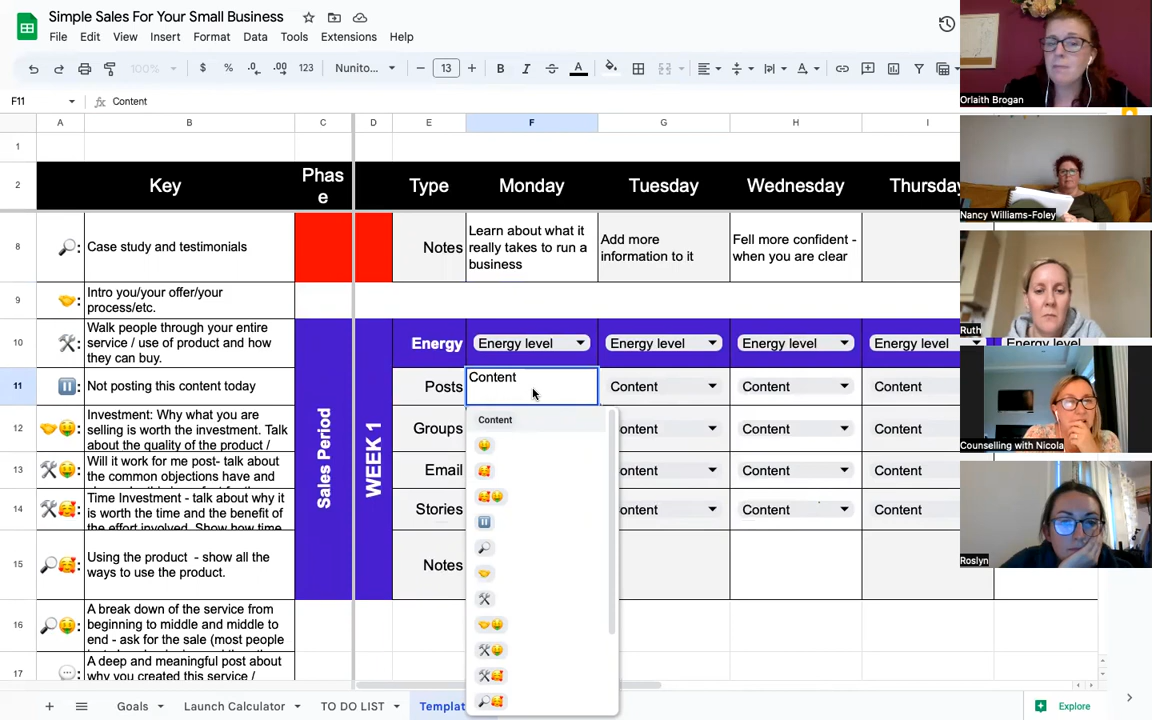 Simple Sales For Your Small Business
File Edit View Insert Format Data Tools Extensions Help
100% $ % .0 .00 123 Nunito... − 13 + B I S A
F11 fx Content
A B C D E F G H I
1
2 Key Phas
e Type Monday Tuesday Wednesday Thursday
8 🔎: Case study and testimonials Notes
Learn about what it
really takes to run a
business
Add more
information to it
Fell more confident -
when you are clear
9 🤝: Intro you/your offer/your
process/etc.
10 🛠: Walk people through your entire
service / use of product and how
they can buy.
Sales Period WEEK 1
Energy Energy level Energy level Energy level Energy level Energy level
11 ⏸: Not posting this content today Posts Content Content Content Content
12 🤝🤑: Investment: Why what you are
selling is worth the investment. Talk
about the quality of the product /
Groups Content Content Content
13 🛠🤑: Will it work for me post- talk about
the common objections have and
Email Content Content Content
14 🛠🥰: Time Investment - talk about why it
is worth the time and the benefit of
the effort involved. Show how time
Stories Content Content Content
15 🔎🥰: Using the product - show all the
ways to use the product.
Notes
16 🔎🤑: A break down of the service from
beginning to middle and middle to
end - ask for the sale (most people
17 💬: A deep and meaningful post about
why you created this service /
Content
🤑
🥰
🥰🤑
⏸
🔎
🤝
🛠
🤝🤑
🛠🤑
🛠🥰
🔎🥰
Goals Launch Calculator TO DO LIST Templat Explore
Orlaith Brogan
Nancy Williams-Foley
Ruth
Counselling with Nicola
Roslyn